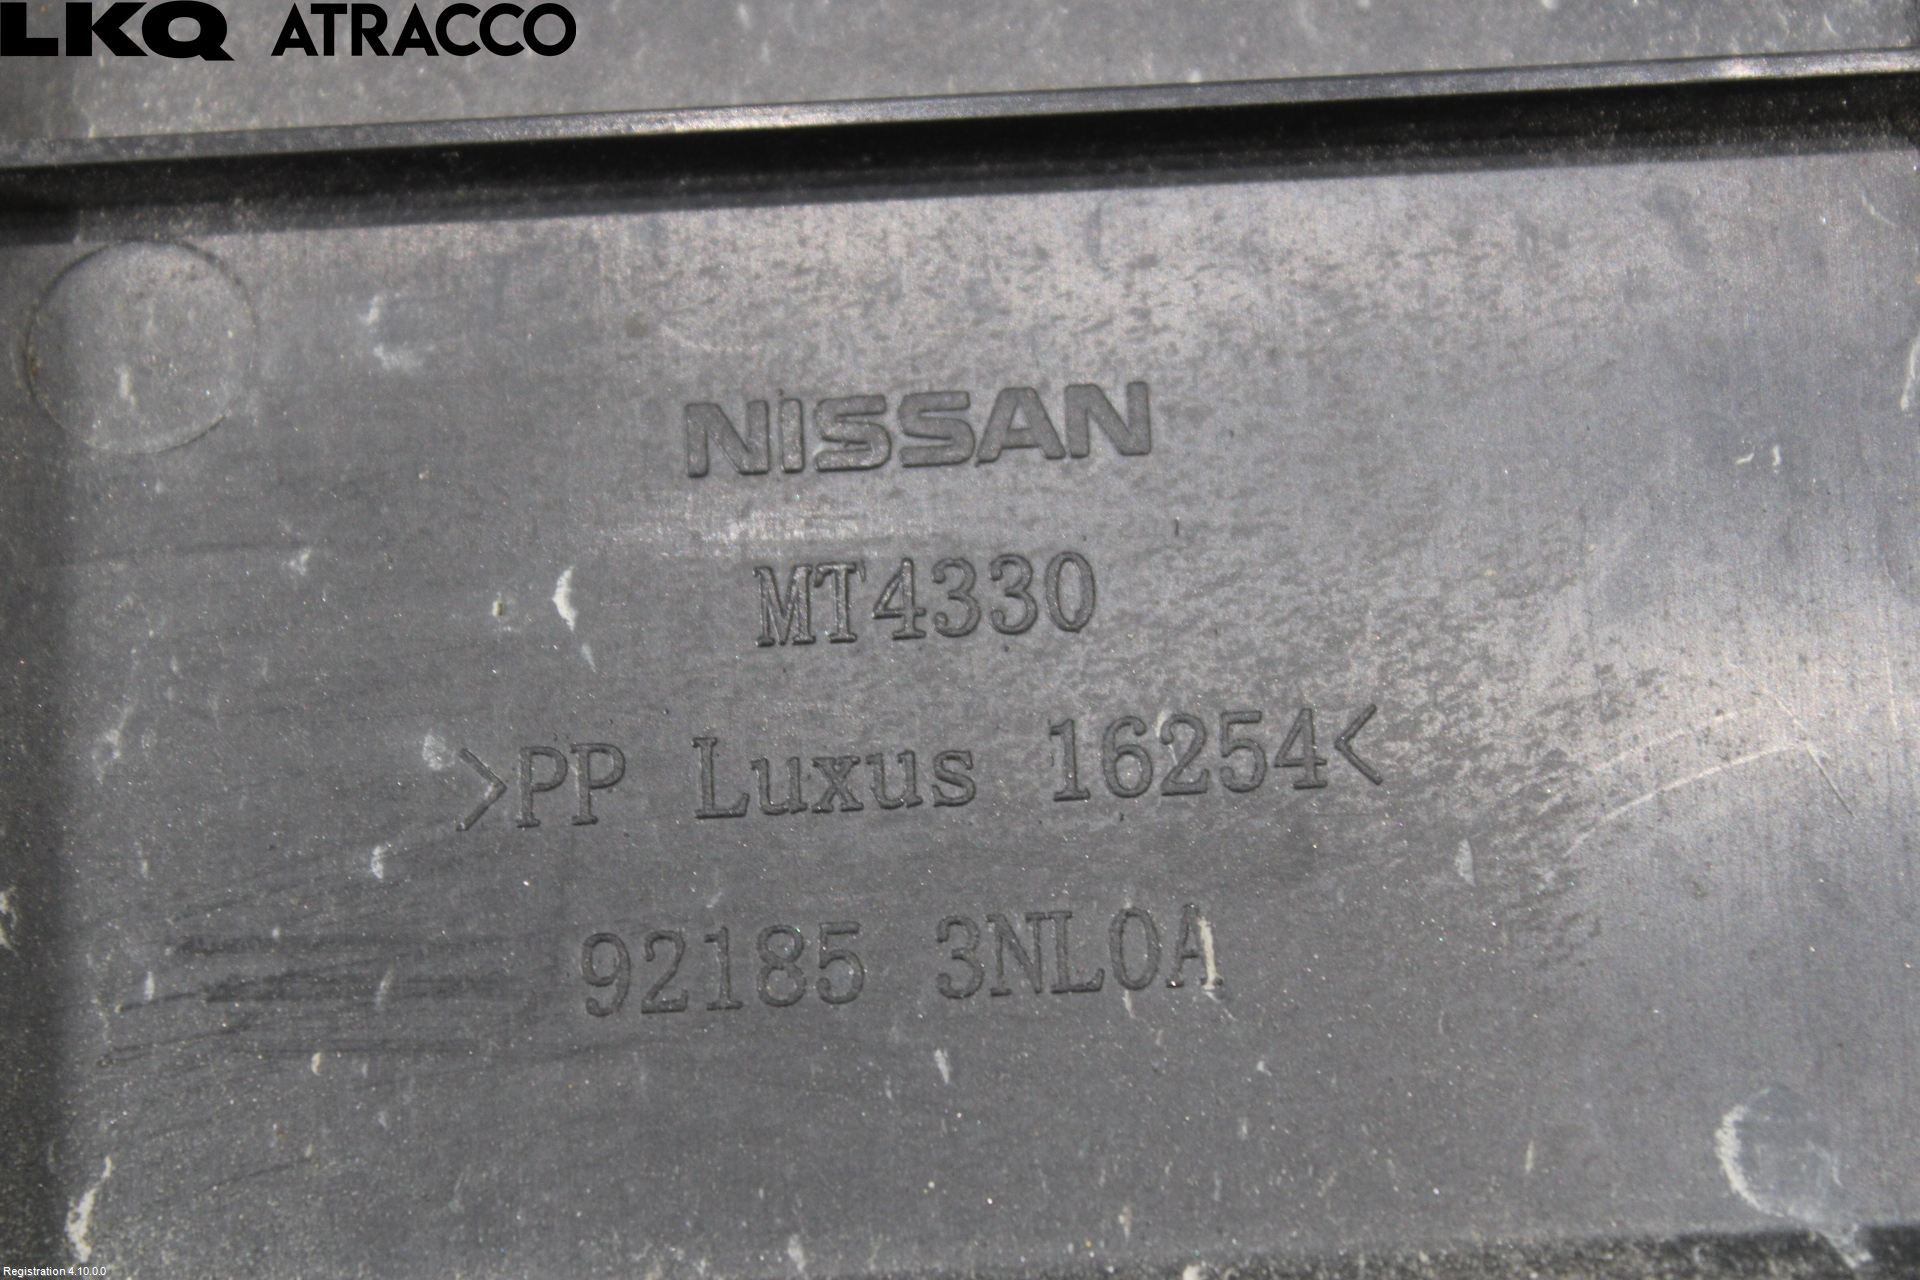 LKQ ATRACCO
NISSAN
MT4330
>PP Luxus 16254<
92185 3NL0A
Registration 4.10.0.0